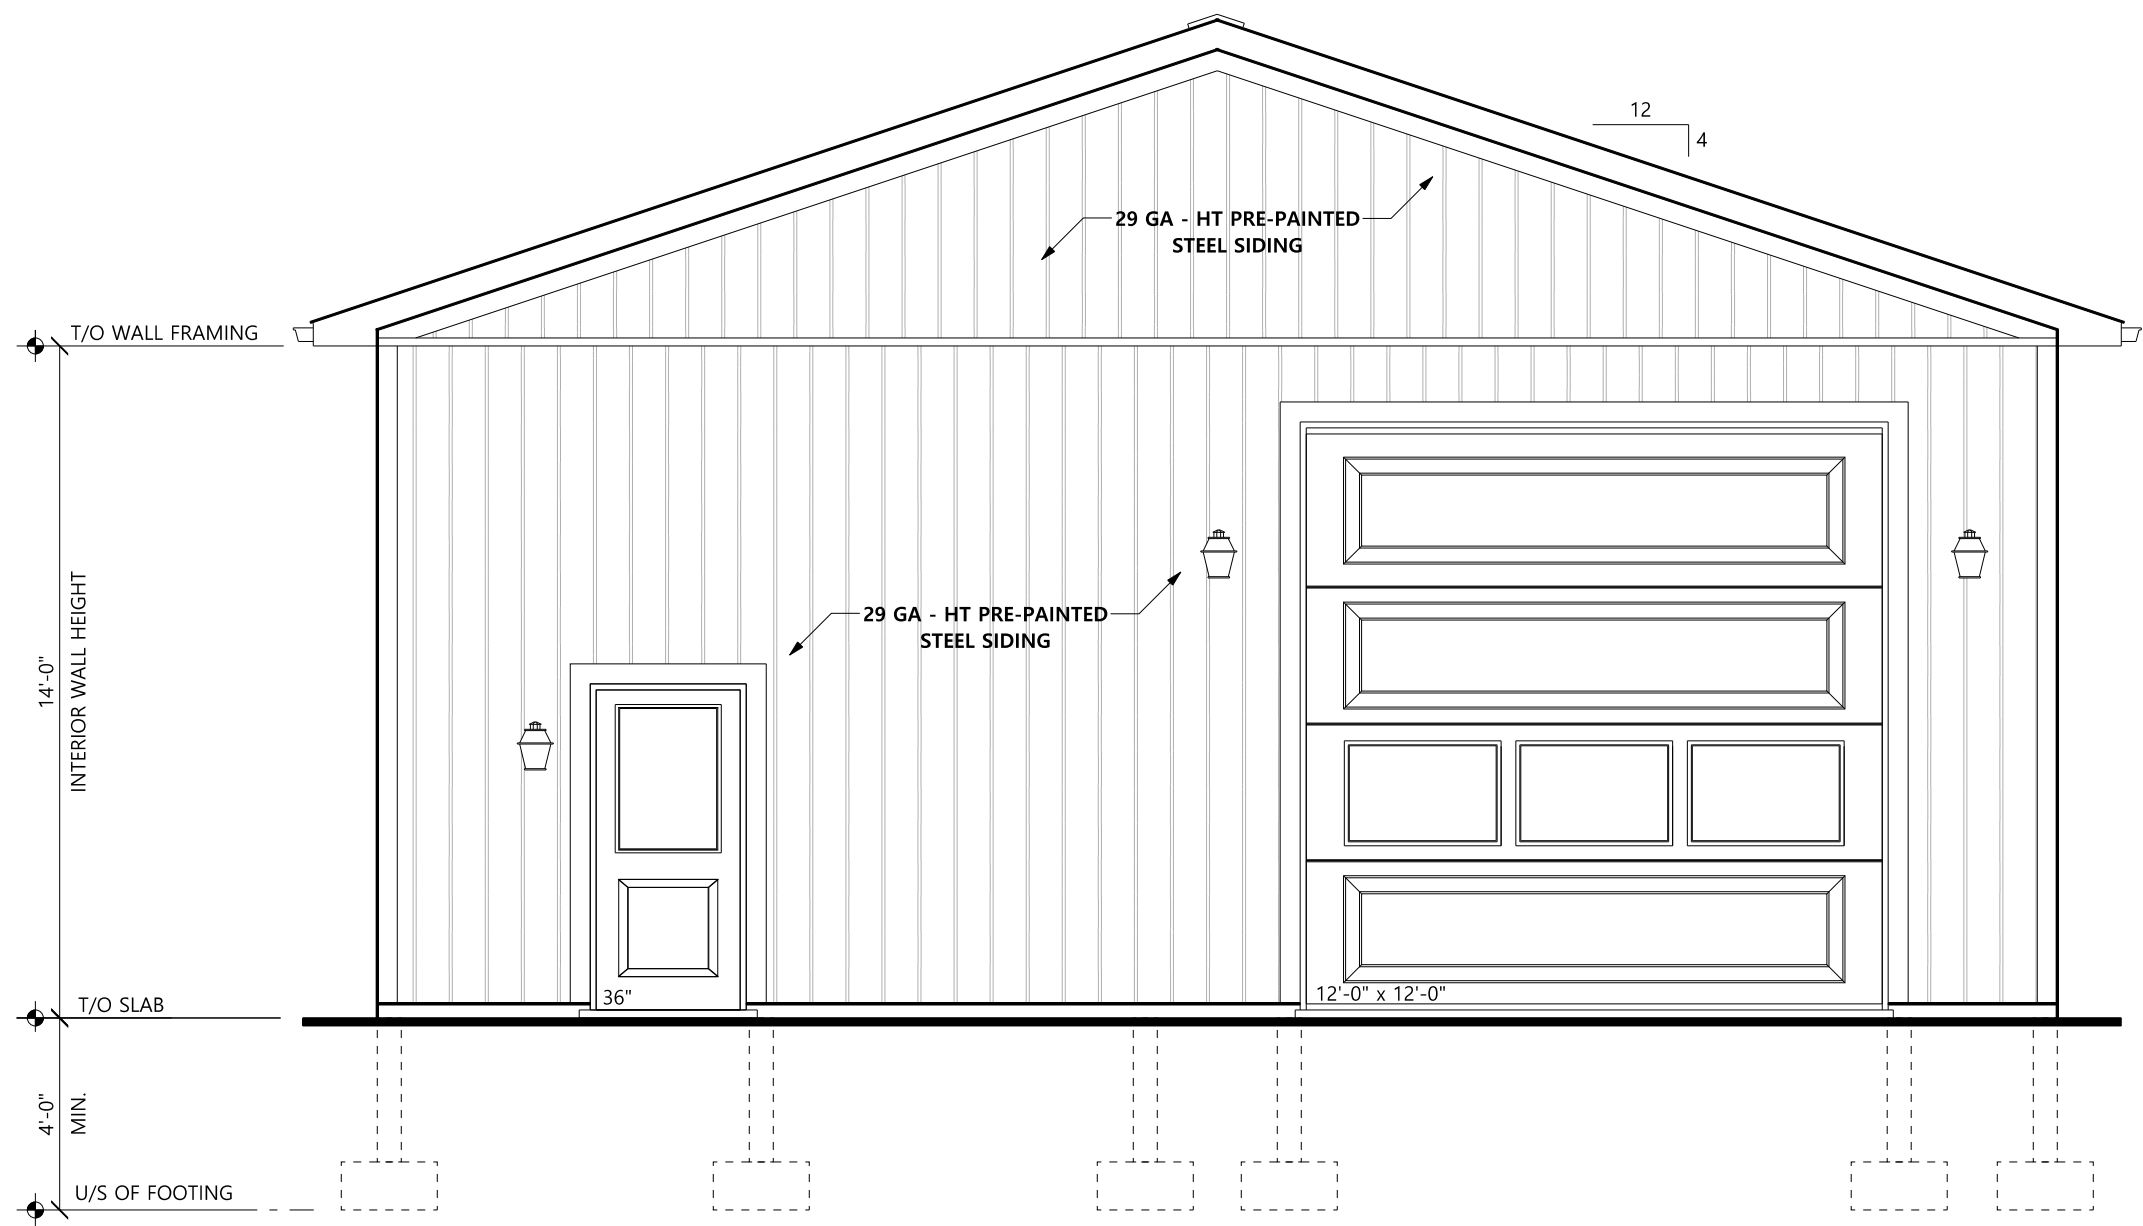 12
4
29 GA - HT PRE-PAINTED
STEEL SIDING
T/O WALL FRAMING
14'-0"
INTERIOR WALL HEIGHT
29 GA - HT PRE-PAINTED
STEEL SIDING
36"
12'-0" x 12'-0"
T/O SLAB
4'-0"
MIN.
U/S OF FOOTING